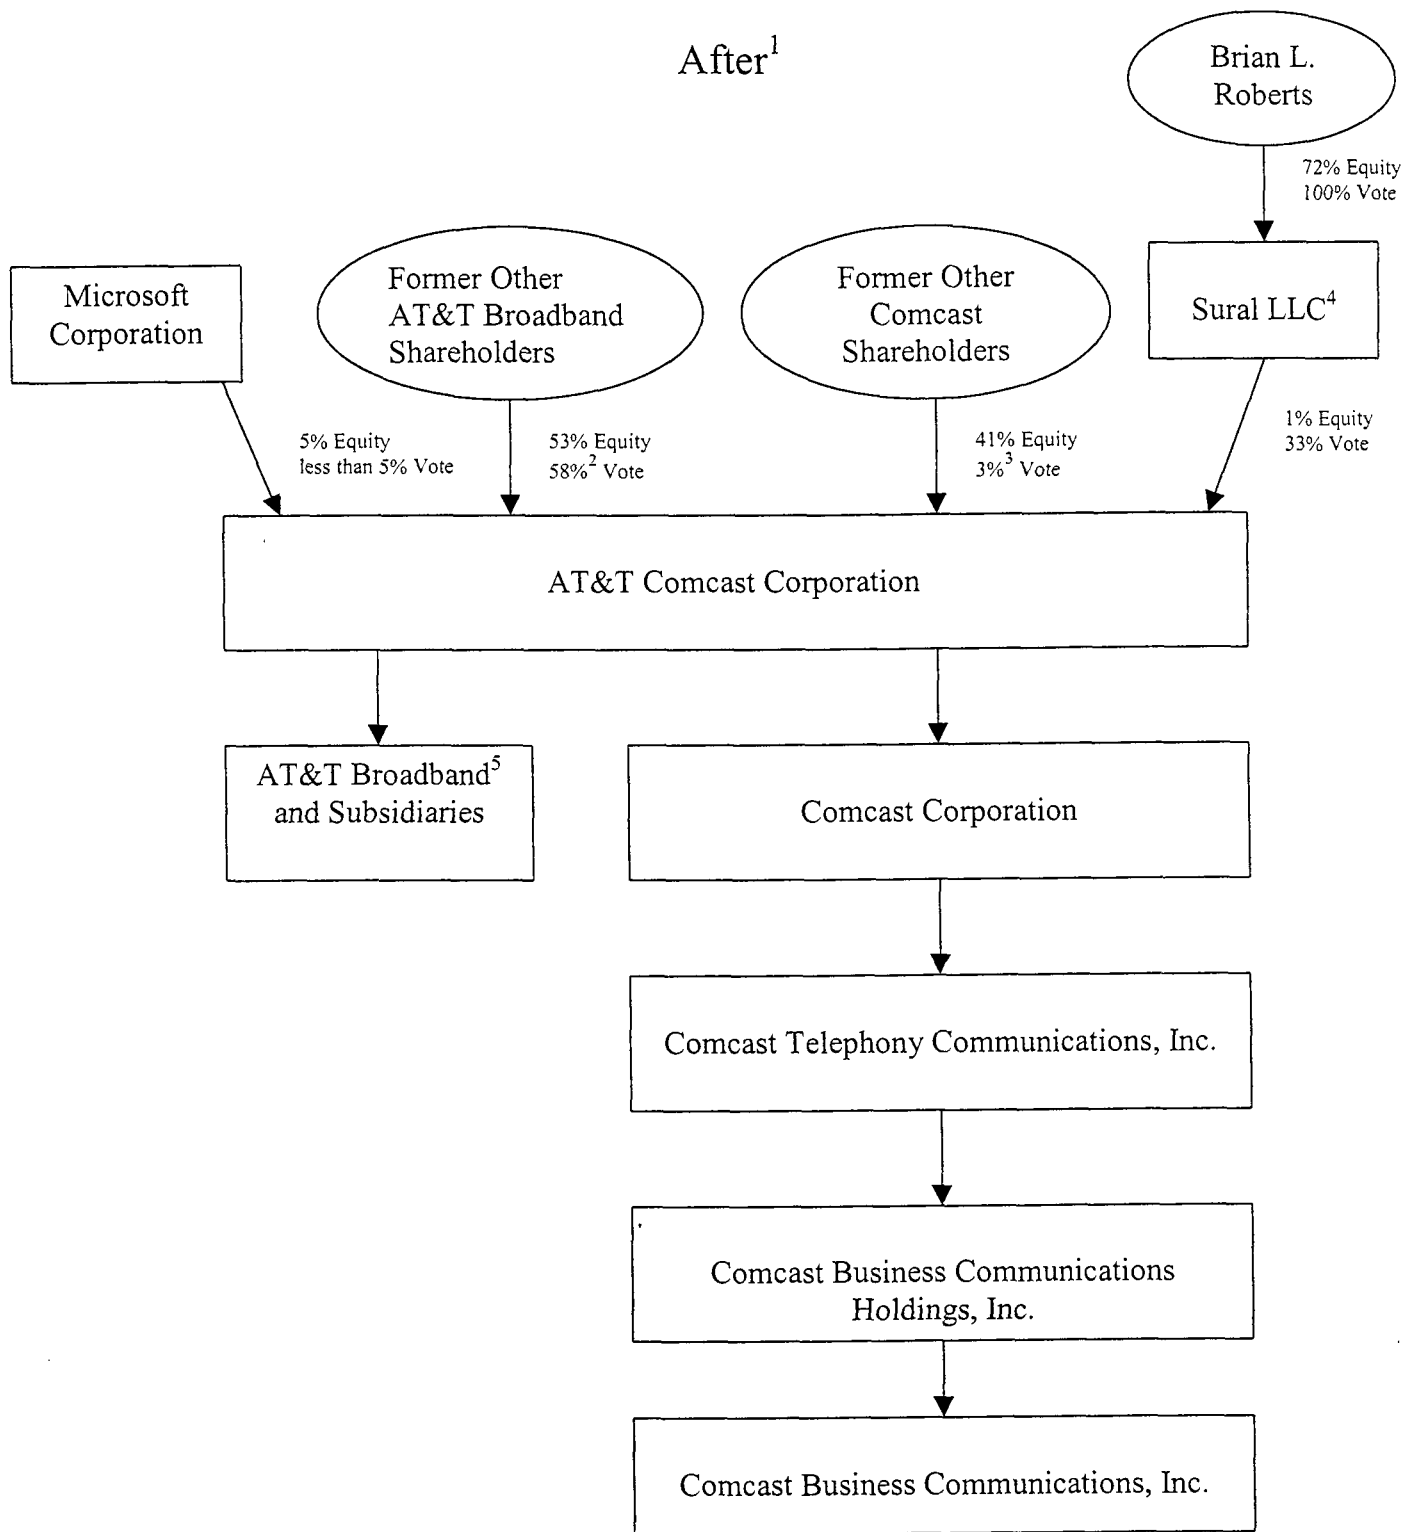 After¹
Brian L.
Roberts
72% Equity
100% Vote
Microsoft
Corporation
Former Other
AT&T Broadband
Shareholders
Former Other
Comcast
Shareholders
Sural LLC⁴
5% Equity
less than 5% Vote
53% Equity
58%² Vote
41% Equity
3%³ Vote
1% Equity
33% Vote
AT&T Comcast Corporation
AT&T Broadband⁵
and Subsidiaries
Comcast Corporation
Comcast Telephony Communications, Inc.
Comcast Business Communications
Holdings, Inc.
Comcast Business Communications, Inc.